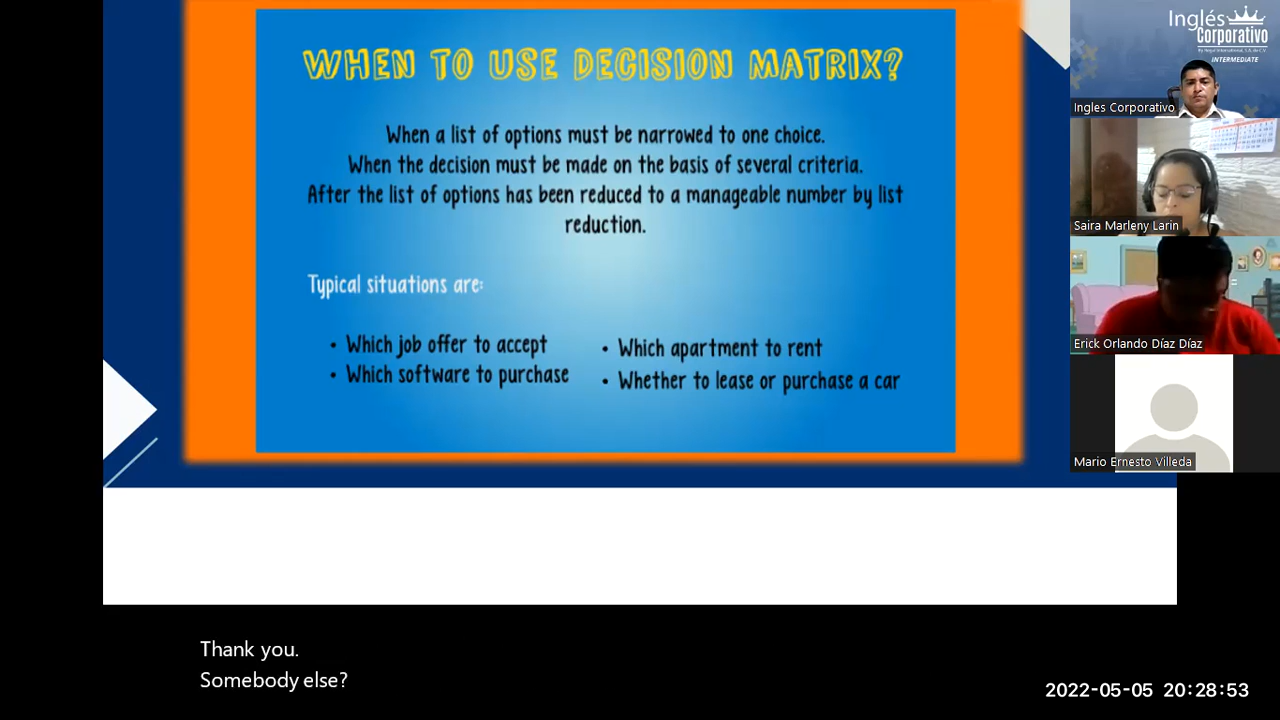 WHEN TO USE DECISION MATRIX?
When a list of options must be narrowed to one choice.
When the decision must be made on the basis of several criteria.
After the list of options has been reduced to a manageable number by list
reduction.
Typical situations are:
• Which job offer to accept
• Which software to purchase
• Which apartment to rent
• Whether to lease or purchase a car
Inglés
Corporativo
INTERMEDIATE
Ingles Corporativo
Saira Marleny Larin
Erick Orlando Díaz Díaz
Mario Ernesto Villeda
Thank you.
Somebody else?
2022-05-05 20:28:53